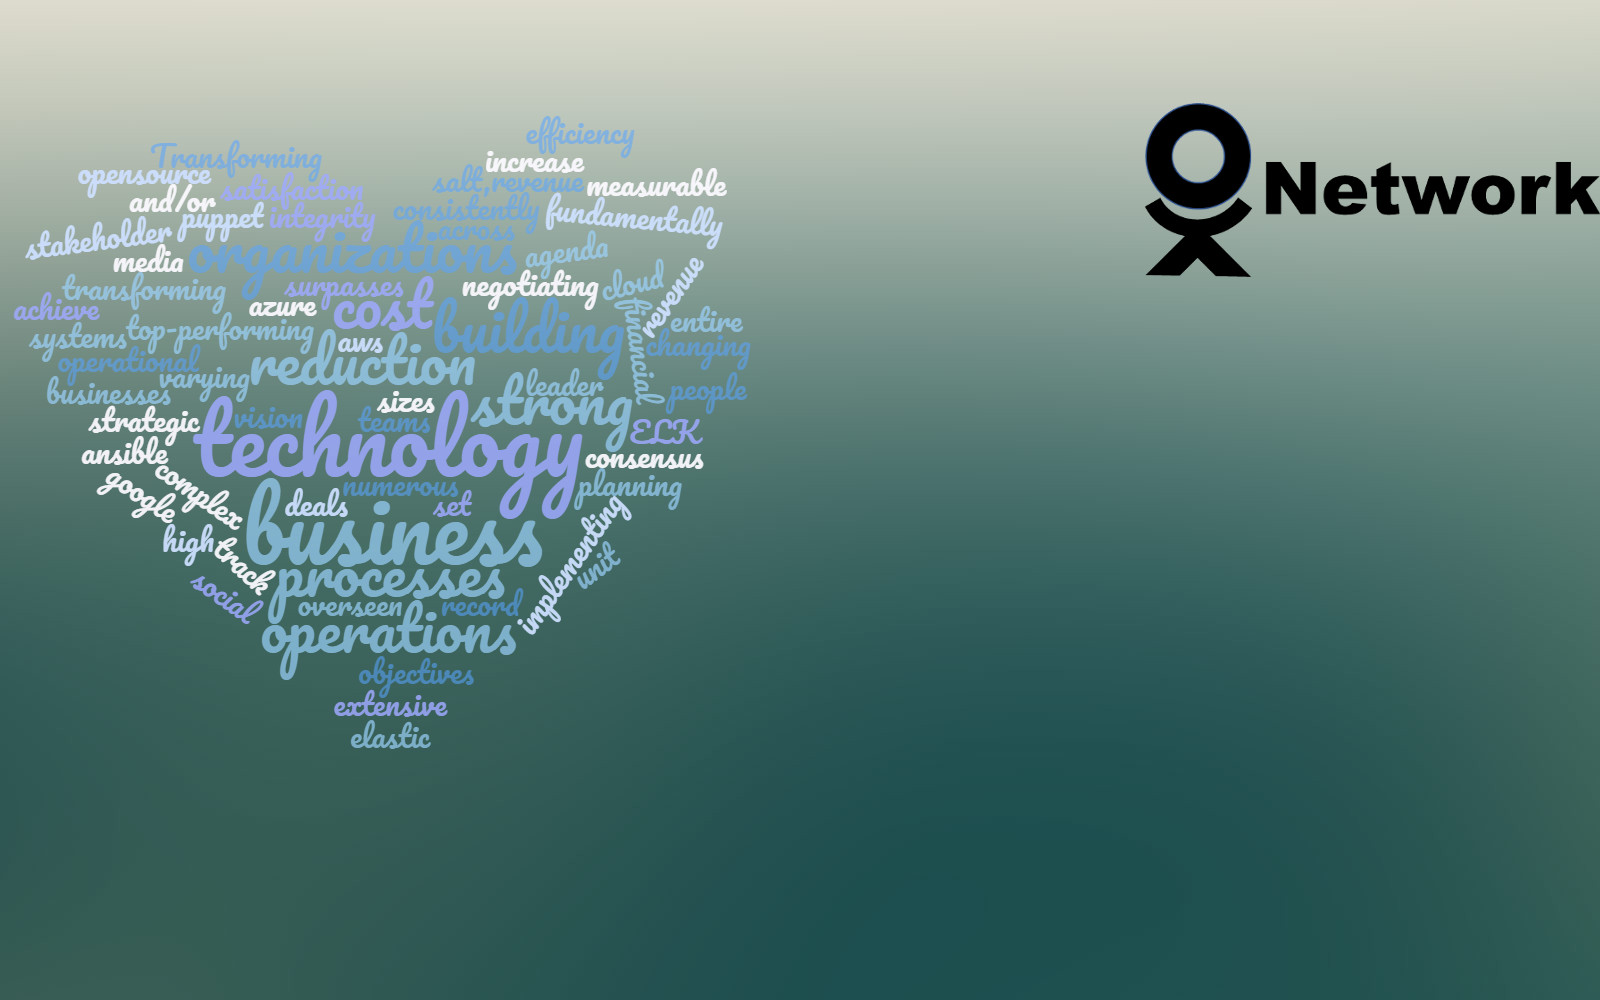 efficiency
Transforming
increase
opensource
satisfaction
salt,revenue
measurable
and/or
puppet
integrity
consistently
fundamentally
stakeholder
across
organizations
agenda
media
transforming
surpasses
negotiating
cloud
revenue
achieve
azure
cost
building
financial
entire
systems
top-performing
aws
changing
operational
varying
reduction
leader
people
businesses
sizes
strong
strategic
vision
teams
ELK
technology
ansible
consensus
google
complex
numerous
planning
deals
set
business
high
track
implementing
unit
social
processes
overseen
record
operations
objectives
extensive
elastic
Network